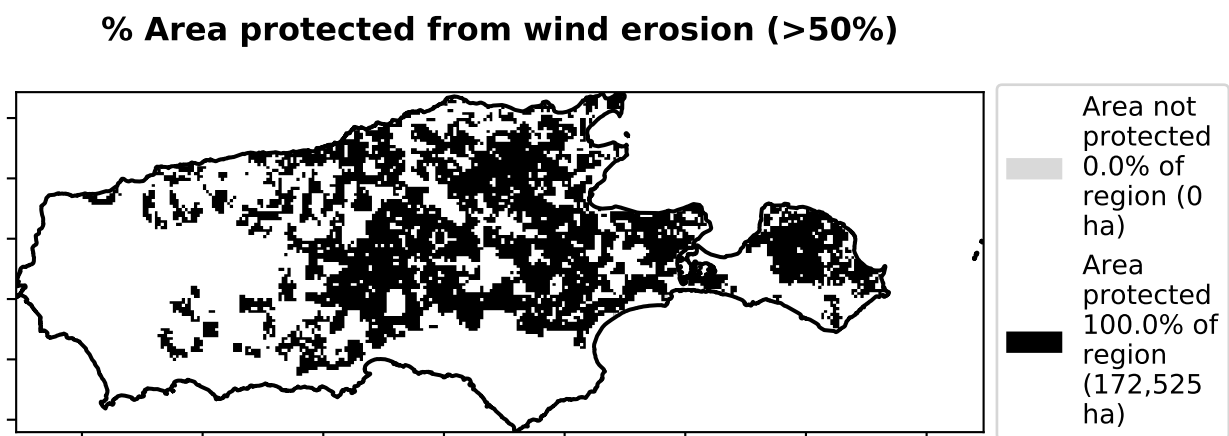 % Area protected from wind erosion (>50%)
Area not
protected
0.0% of
region (0
ha)
Area
protected
100.0% of
region
(172,525
ha)